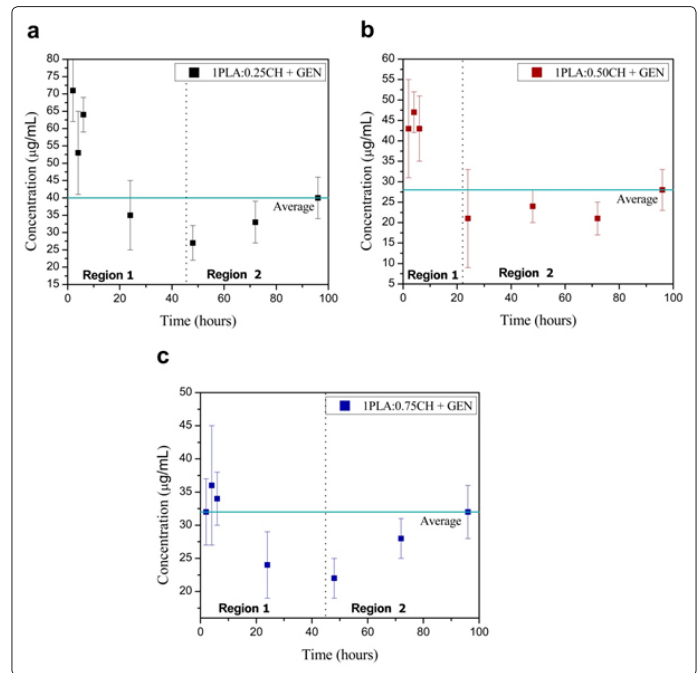 a
1PLA:0.25CH + GEN
Concentration (µg/mL)
80
75
70
65
60
55
50
45
40
35
30
25
20
15
Average
Region 1
Region 2
0
20
40
60
80
100
Time (hours)
b
1PLA:0.50CH + GEN
Concentration (µg/mL)
60
55
50
45
40
35
30
25
20
15
10
5
Average
Region 1
Region 2
0
20
40
60
80
100
Time (hours)
c
1PLA:0.75CH + GEN
Concentration (µg/mL)
50
45
40
35
30
25
20
Average
Region 1
Region 2
0
20
40
60
80
100
Time (hours)